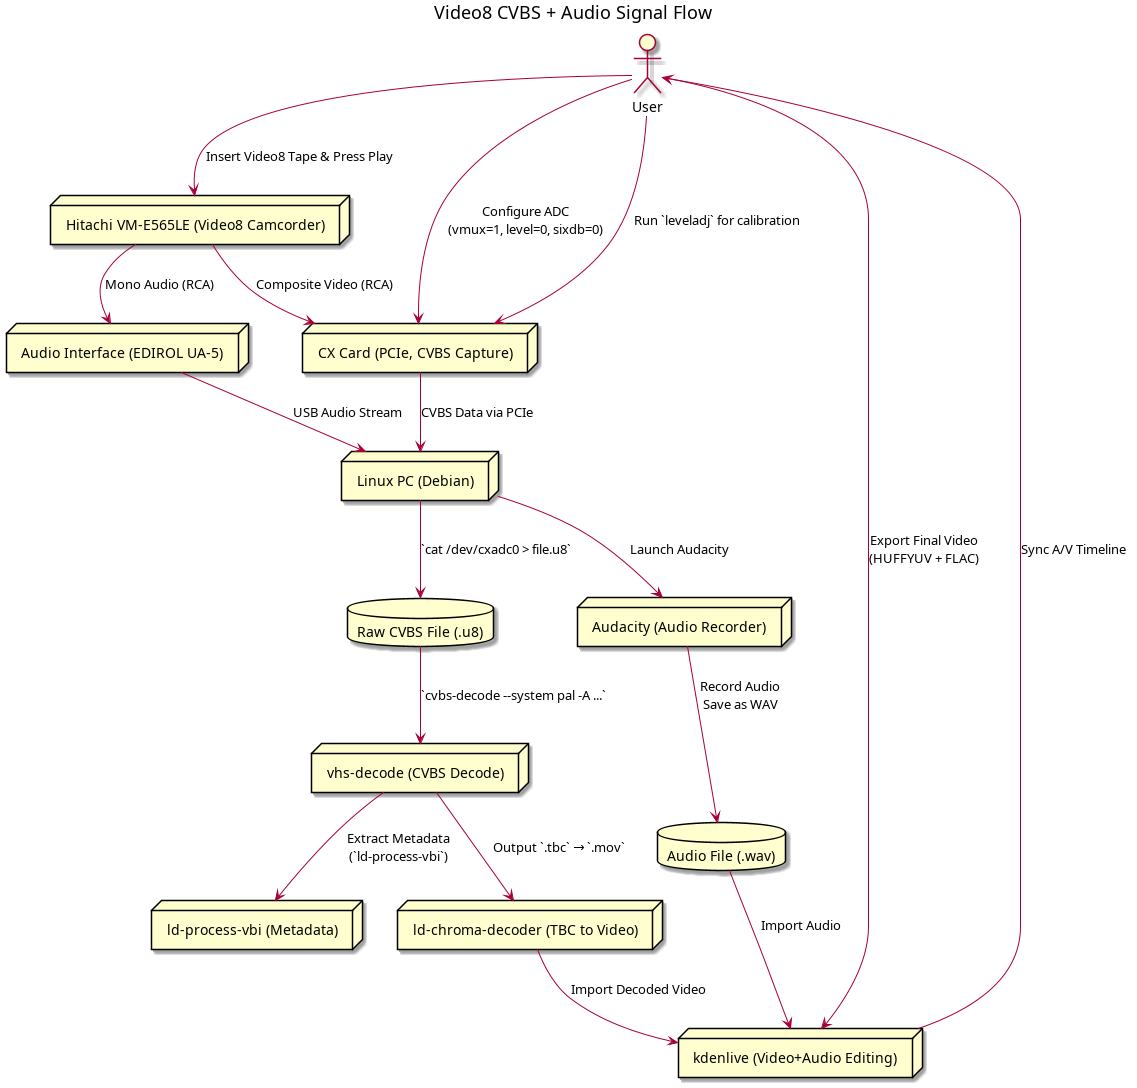 Video8 CVBS + Audio Signal Flow
User
Insert Video8 Tape & Press Play
Configure ADC
(vmux=1, level=0, sixdb=0)
Run `leveladj` for calibration
Hitachi VM-E565LE (Video8 Camcorder)
Mono Audio (RCA)
Composite Video (RCA)
Audio Interface (EDIROL UA-5)
CX Card (PCIe, CVBS Capture)
USB Audio Stream
CVBS Data via PCIe
Linux PC (Debian)
`cat /dev/cxadc0 > file.u8`
Launch Audacity
Export Final Video
(HUFFYUV + FLAC)
Sync A/V Timeline
Raw CVBS File (.u8)
Audacity (Audio Recorder)
`cvbs-decode --system pal -A ...`
Record Audio
Save as WAV
vhs-decode (CVBS Decode)
Extract Metadata
(`ld-process-vbi`)
Output `.tbc` → `.mov`
Audio File (.wav)
ld-process-vbi (Metadata)
ld-chroma-decoder (TBC to Video)
Import Audio
Import Decoded Video
kdenlive (Video+Audio Editing)